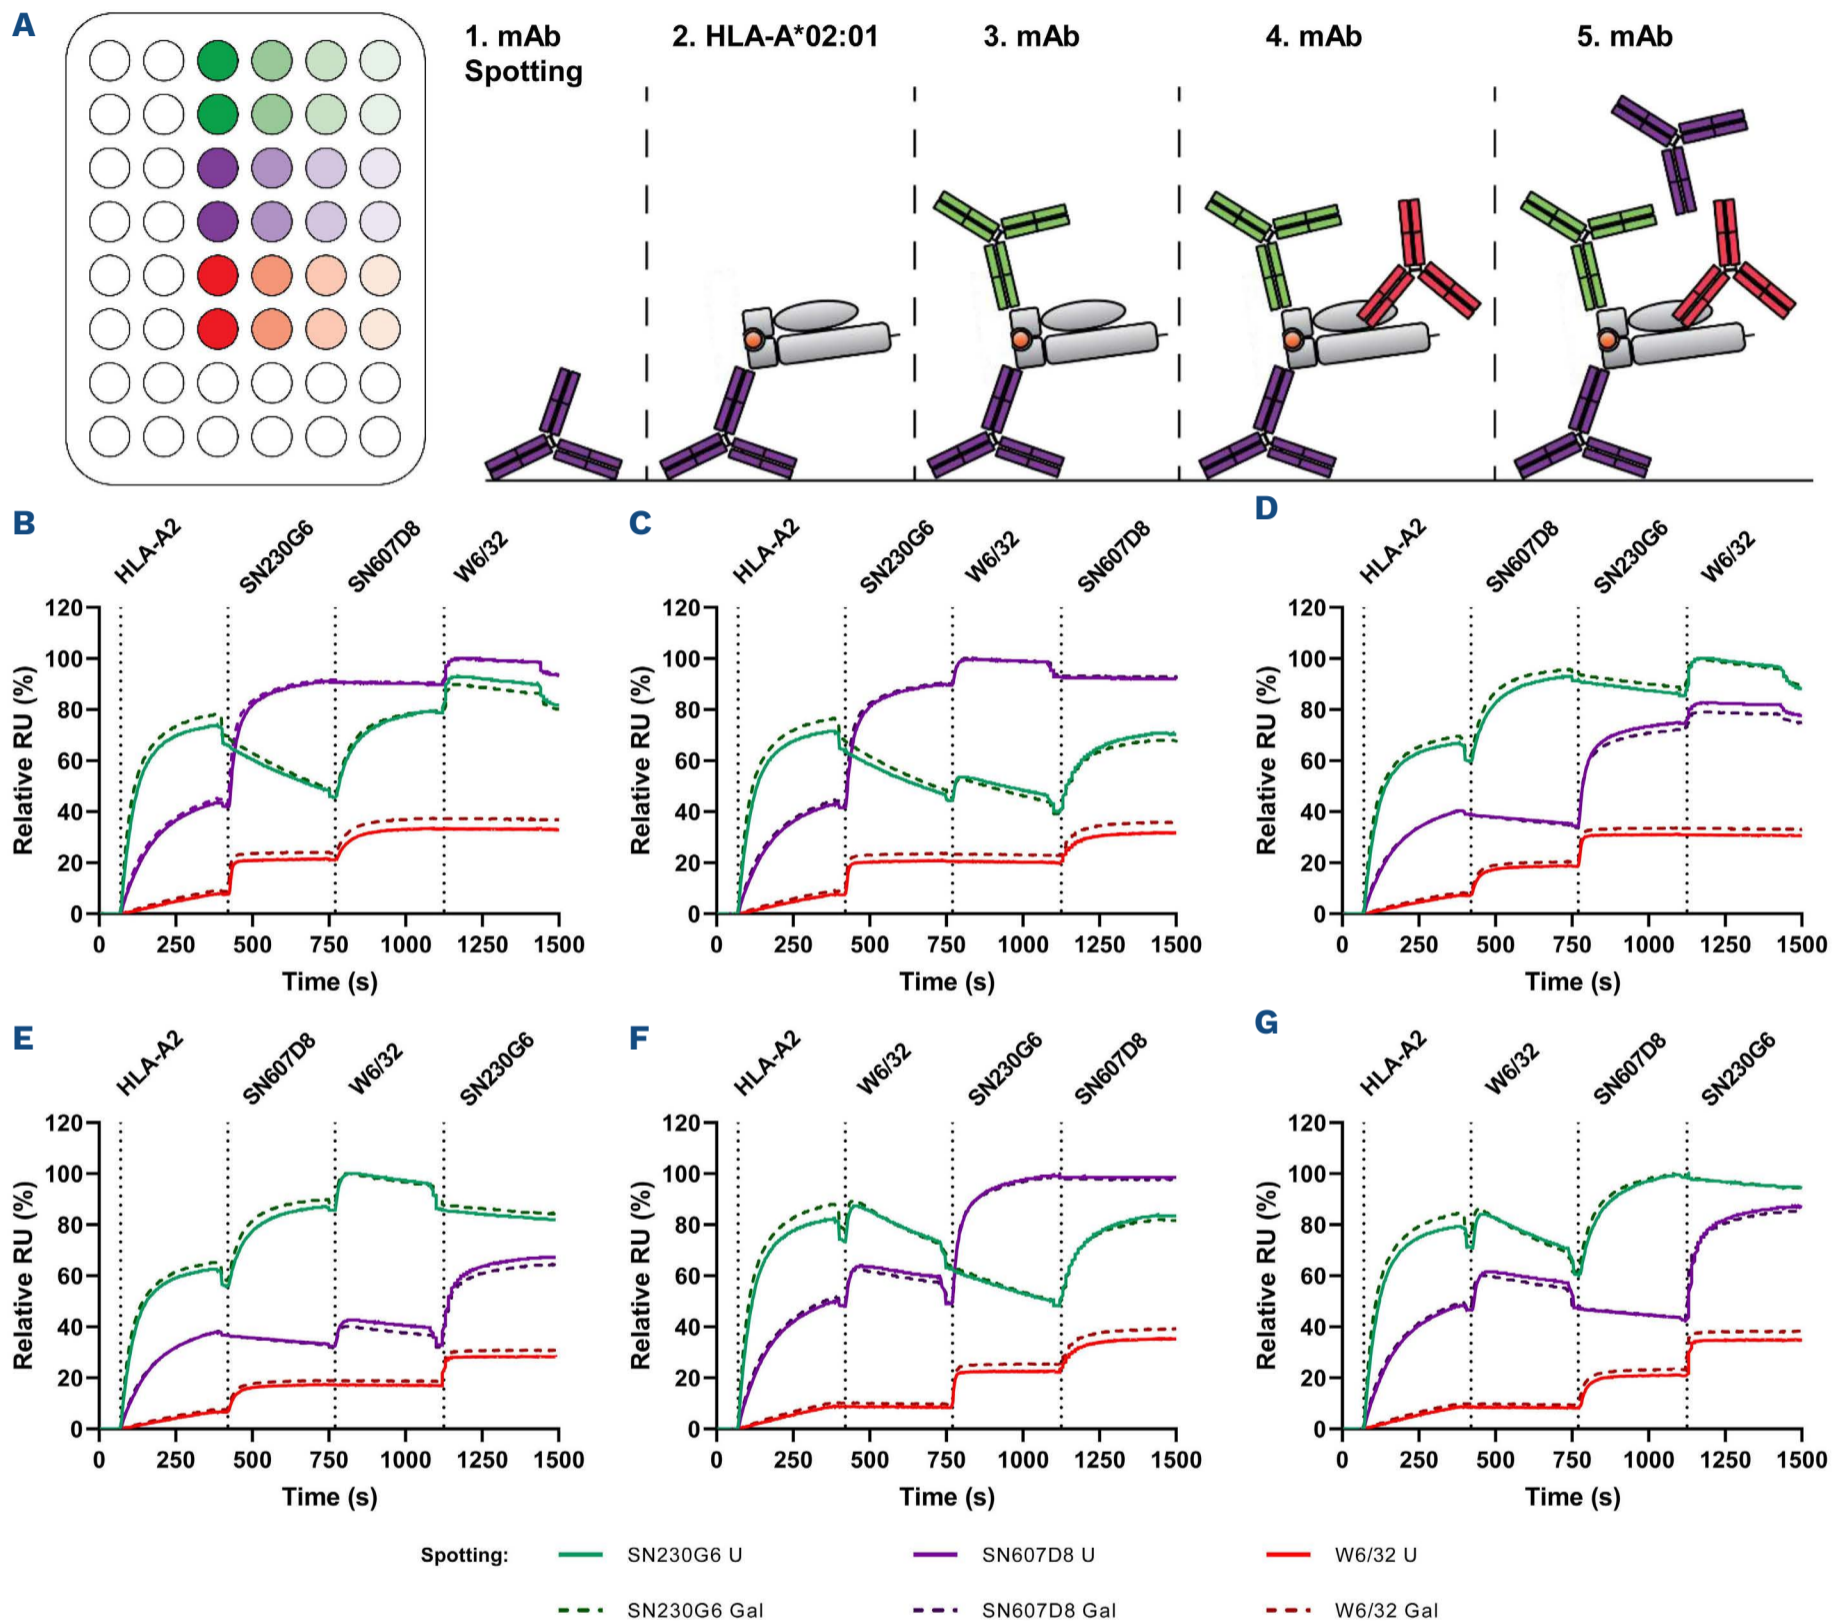 A
1. mAb
Spotting
2. HLA-A*02:01
3. mAb
4. mAb
5. mAb
B
HLA-A2
SN230G6
SN607D8
W6/32
Relative RU (%)
120
100
80
60
40
20
0
0 250 500 750 1000 1250 1500
Time (s)
C
HLA-A2
SN230G6
W6/32
SN607D8
Relative RU (%)
120
100
80
60
40
20
0
0 250 500 750 1000 1250 1500
Time (s)
D
HLA-A2
SN607D8
SN230G6
W6/32
Relative RU (%)
120
100
80
60
40
20
0
0 250 500 750 1000 1250 1500
Time (s)
E
HLA-A2
SN607D8
W6/32
SN230G6
Relative RU (%)
120
100
80
60
40
20
0
0 250 500 750 1000 1250 1500
Time (s)
F
HLA-A2
W6/32
SN230G6
SN607D8
Relative RU (%)
120
100
80
60
40
20
0
0 250 500 750 1000 1250 1500
Time (s)
G
HLA-A2
W6/32
SN607D8
SN230G6
Relative RU (%)
120
100
80
60
40
20
0
0 250 500 750 1000 1250 1500
Time (s)
Spotting: SN230G6 U SN607D8 U W6/32 U
SN230G6 Gal SN607D8 Gal W6/32 Gal